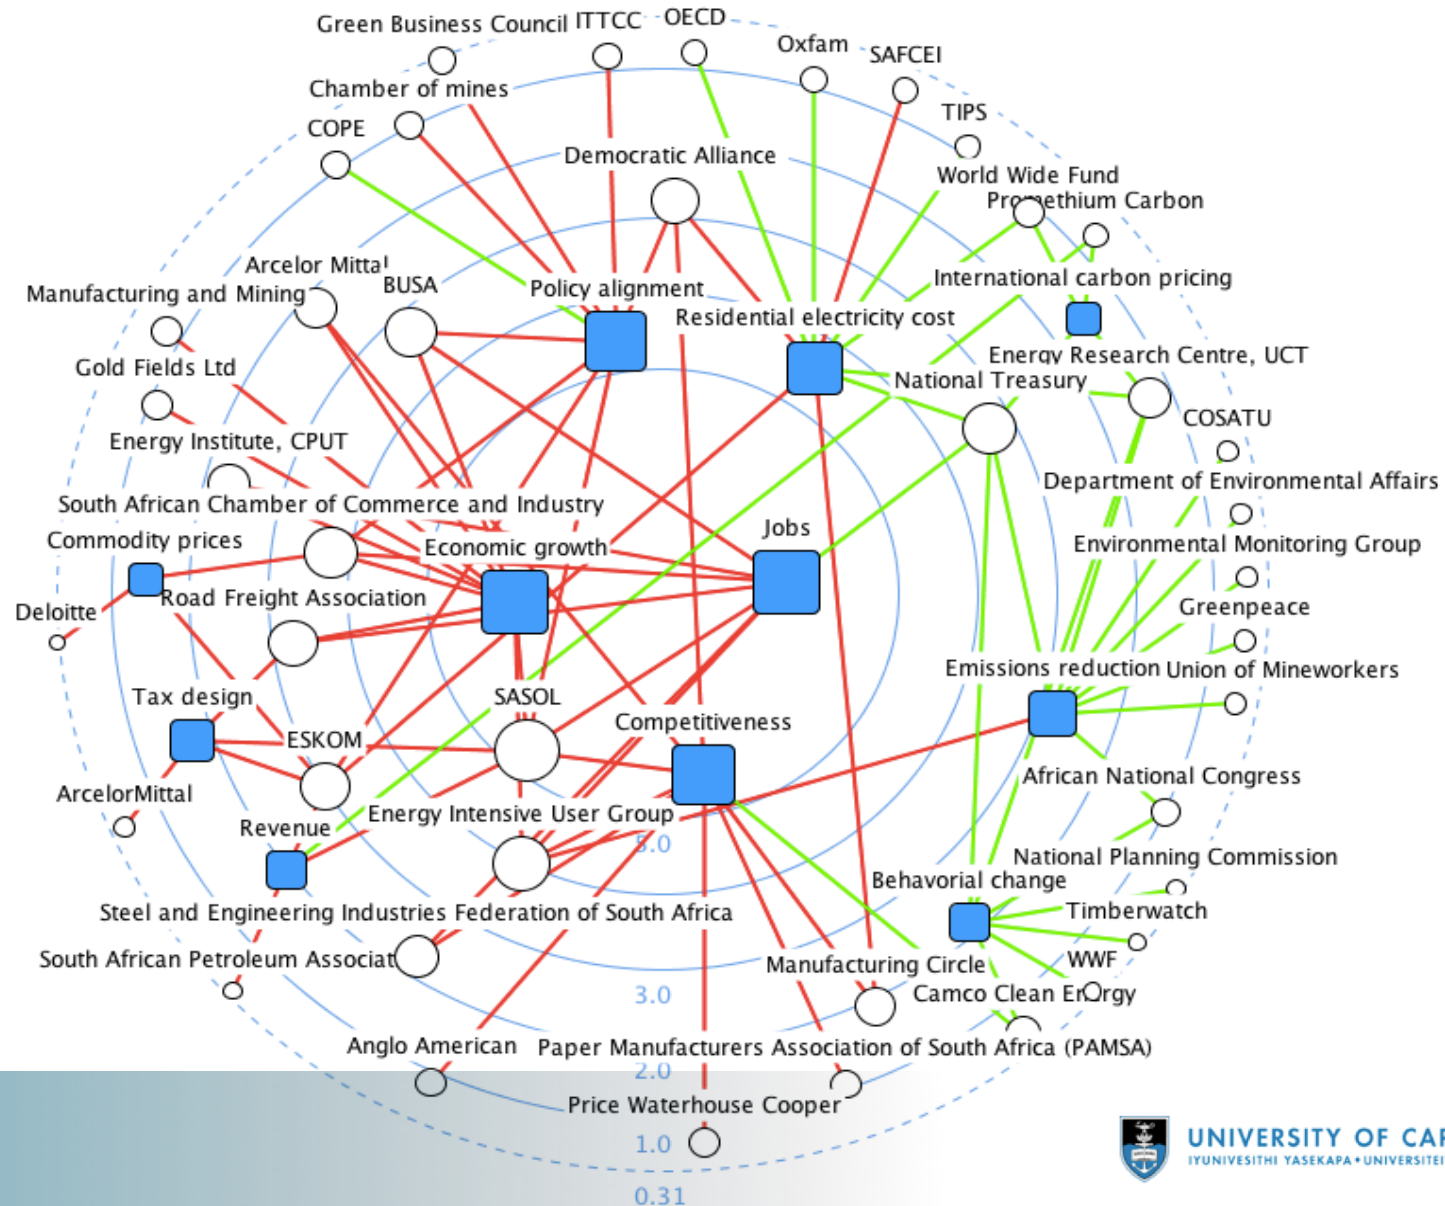 Green Business Council
ITTCC
OECD
Oxfam
SAFCEI
Chamber of mines
TIPS
COPE
Democratic Alliance
World Wide Fund
Promethium Carbon
Arcelor Mittal
BUSA
Policy alignment
International carbon pricing
Manufacturing and Mining
Residential electricity cost
Energy Research Centre, UCT
Gold Fields Ltd
National Treasury
COSATU
Energy Institute, CPUT
Department of Environmental Affairs
South African Chamber of Commerce and Industry
Jobs
Commodity prices
Economic growth
Environmental Monitoring Group
Deloitte
Road Freight Association
Greenpeace
Emissions reduction
Union of Mineworkers
Tax design
SASOL
Competitiveness
ESKOM
African National Congress
ArcelorMittal
Revenue
Energy Intensive User Group
5.0
National Planning Commission
Behavorial change
Steel and Engineering Industries Federation of South Africa
Timberwatch
South African Petroleum Associat
Manufacturing Circle
WWF
3.0
Camco Clean Energy
Anglo American
Paper Manufacturers Association of South Africa (PAMSA)
2.0
Price Waterhouse Cooper
1.0
0.31
UNIVERSITY OF CA
IYUNIVESITHI YASEKAPA • UNIVERSITEI